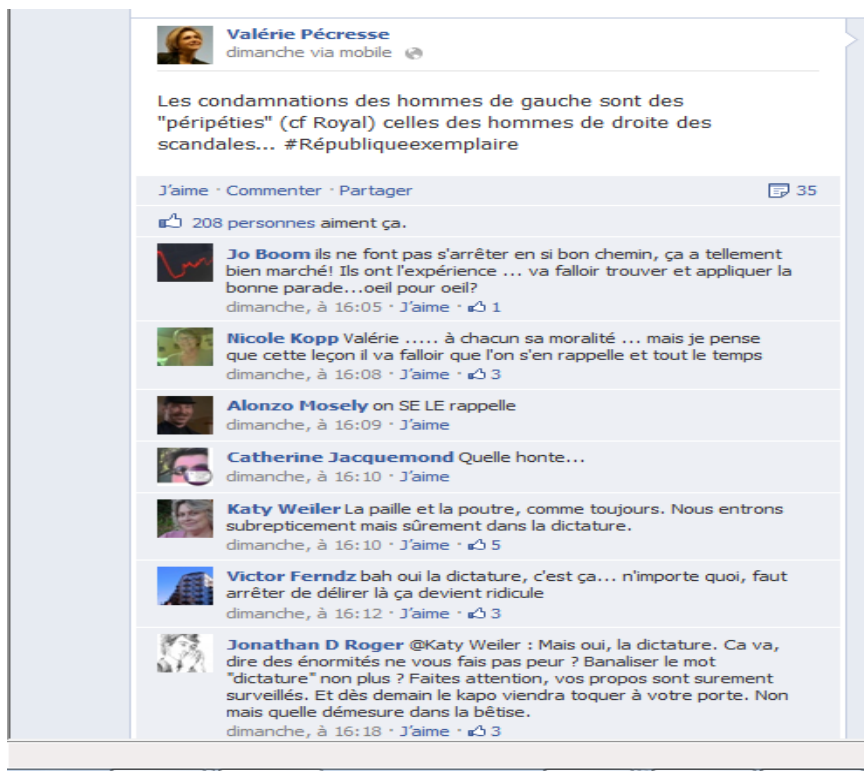 Valérie Pécresse
dimanche via mobile
Les condamnations des hommes de gauche sont des
"péripéties" (cf Royal) celles des hommes de droite des
scandales... #Républiqueexemplaire
J'aime · Commenter · Partager 35
208 personnes aiment ça.
Jo Boom ils ne font pas s'arrêter en si bon chemin, ça a tellement
bien marché! Ils ont l'expérience ... va falloir trouver et appliquer la
bonne parade...oeil pour oeil?
dimanche, à 16:05 · J'aime · 1
Nicole Kopp Valérie ..... à chacun sa moralité ... mais je pense
que cette leçon il va falloir que l'on s'en rappelle et tout le temps
dimanche, à 16:08 · J'aime · 3
Alonzo Mosely on SE LE rappelle
dimanche, à 16:09 · J'aime
Catherine Jacquemond Quelle honte...
dimanche, à 16:10 · J'aime
Katy Weiler La paille et la poutre, comme toujours. Nous entrons
subrepticement mais sûrement dans la dictature.
dimanche, à 16:10 · J'aime · 5
Victor Ferndz bah oui la dictature, c'est ça... n'importe quoi, faut
arrêter de délirer là ça devient ridicule
dimanche, à 16:12 · J'aime · 3
Jonathan D Roger @Katy Weiler : Mais oui, la dictature. Ca va,
dire des énormités ne vous fais pas peur ? Banaliser le mot
"dictature" non plus ? Faites attention, vos propos sont surement
surveillés. Et dès demain le kapo viendra toquer à votre porte. Non
mais quelle démesure dans la bêtise.
dimanche, à 16:18 · J'aime · 3